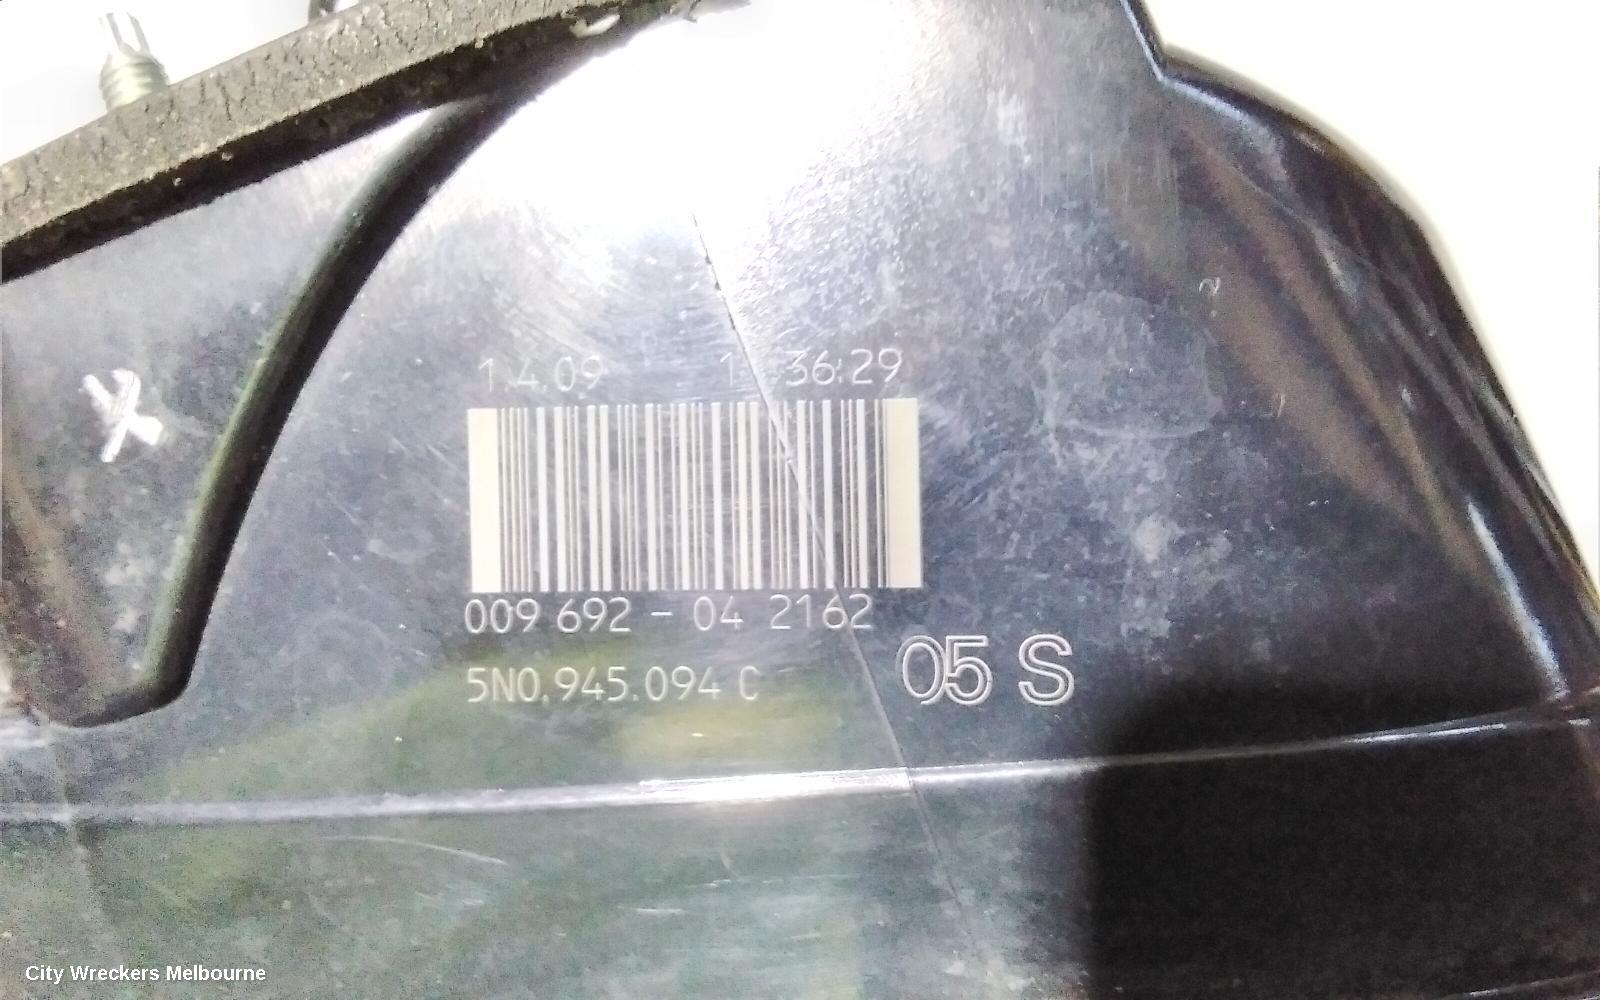 1.4.09 36:29
009 692 - 04 2162
5N0.945.094 C
05 S
City Wreckers Melbourne